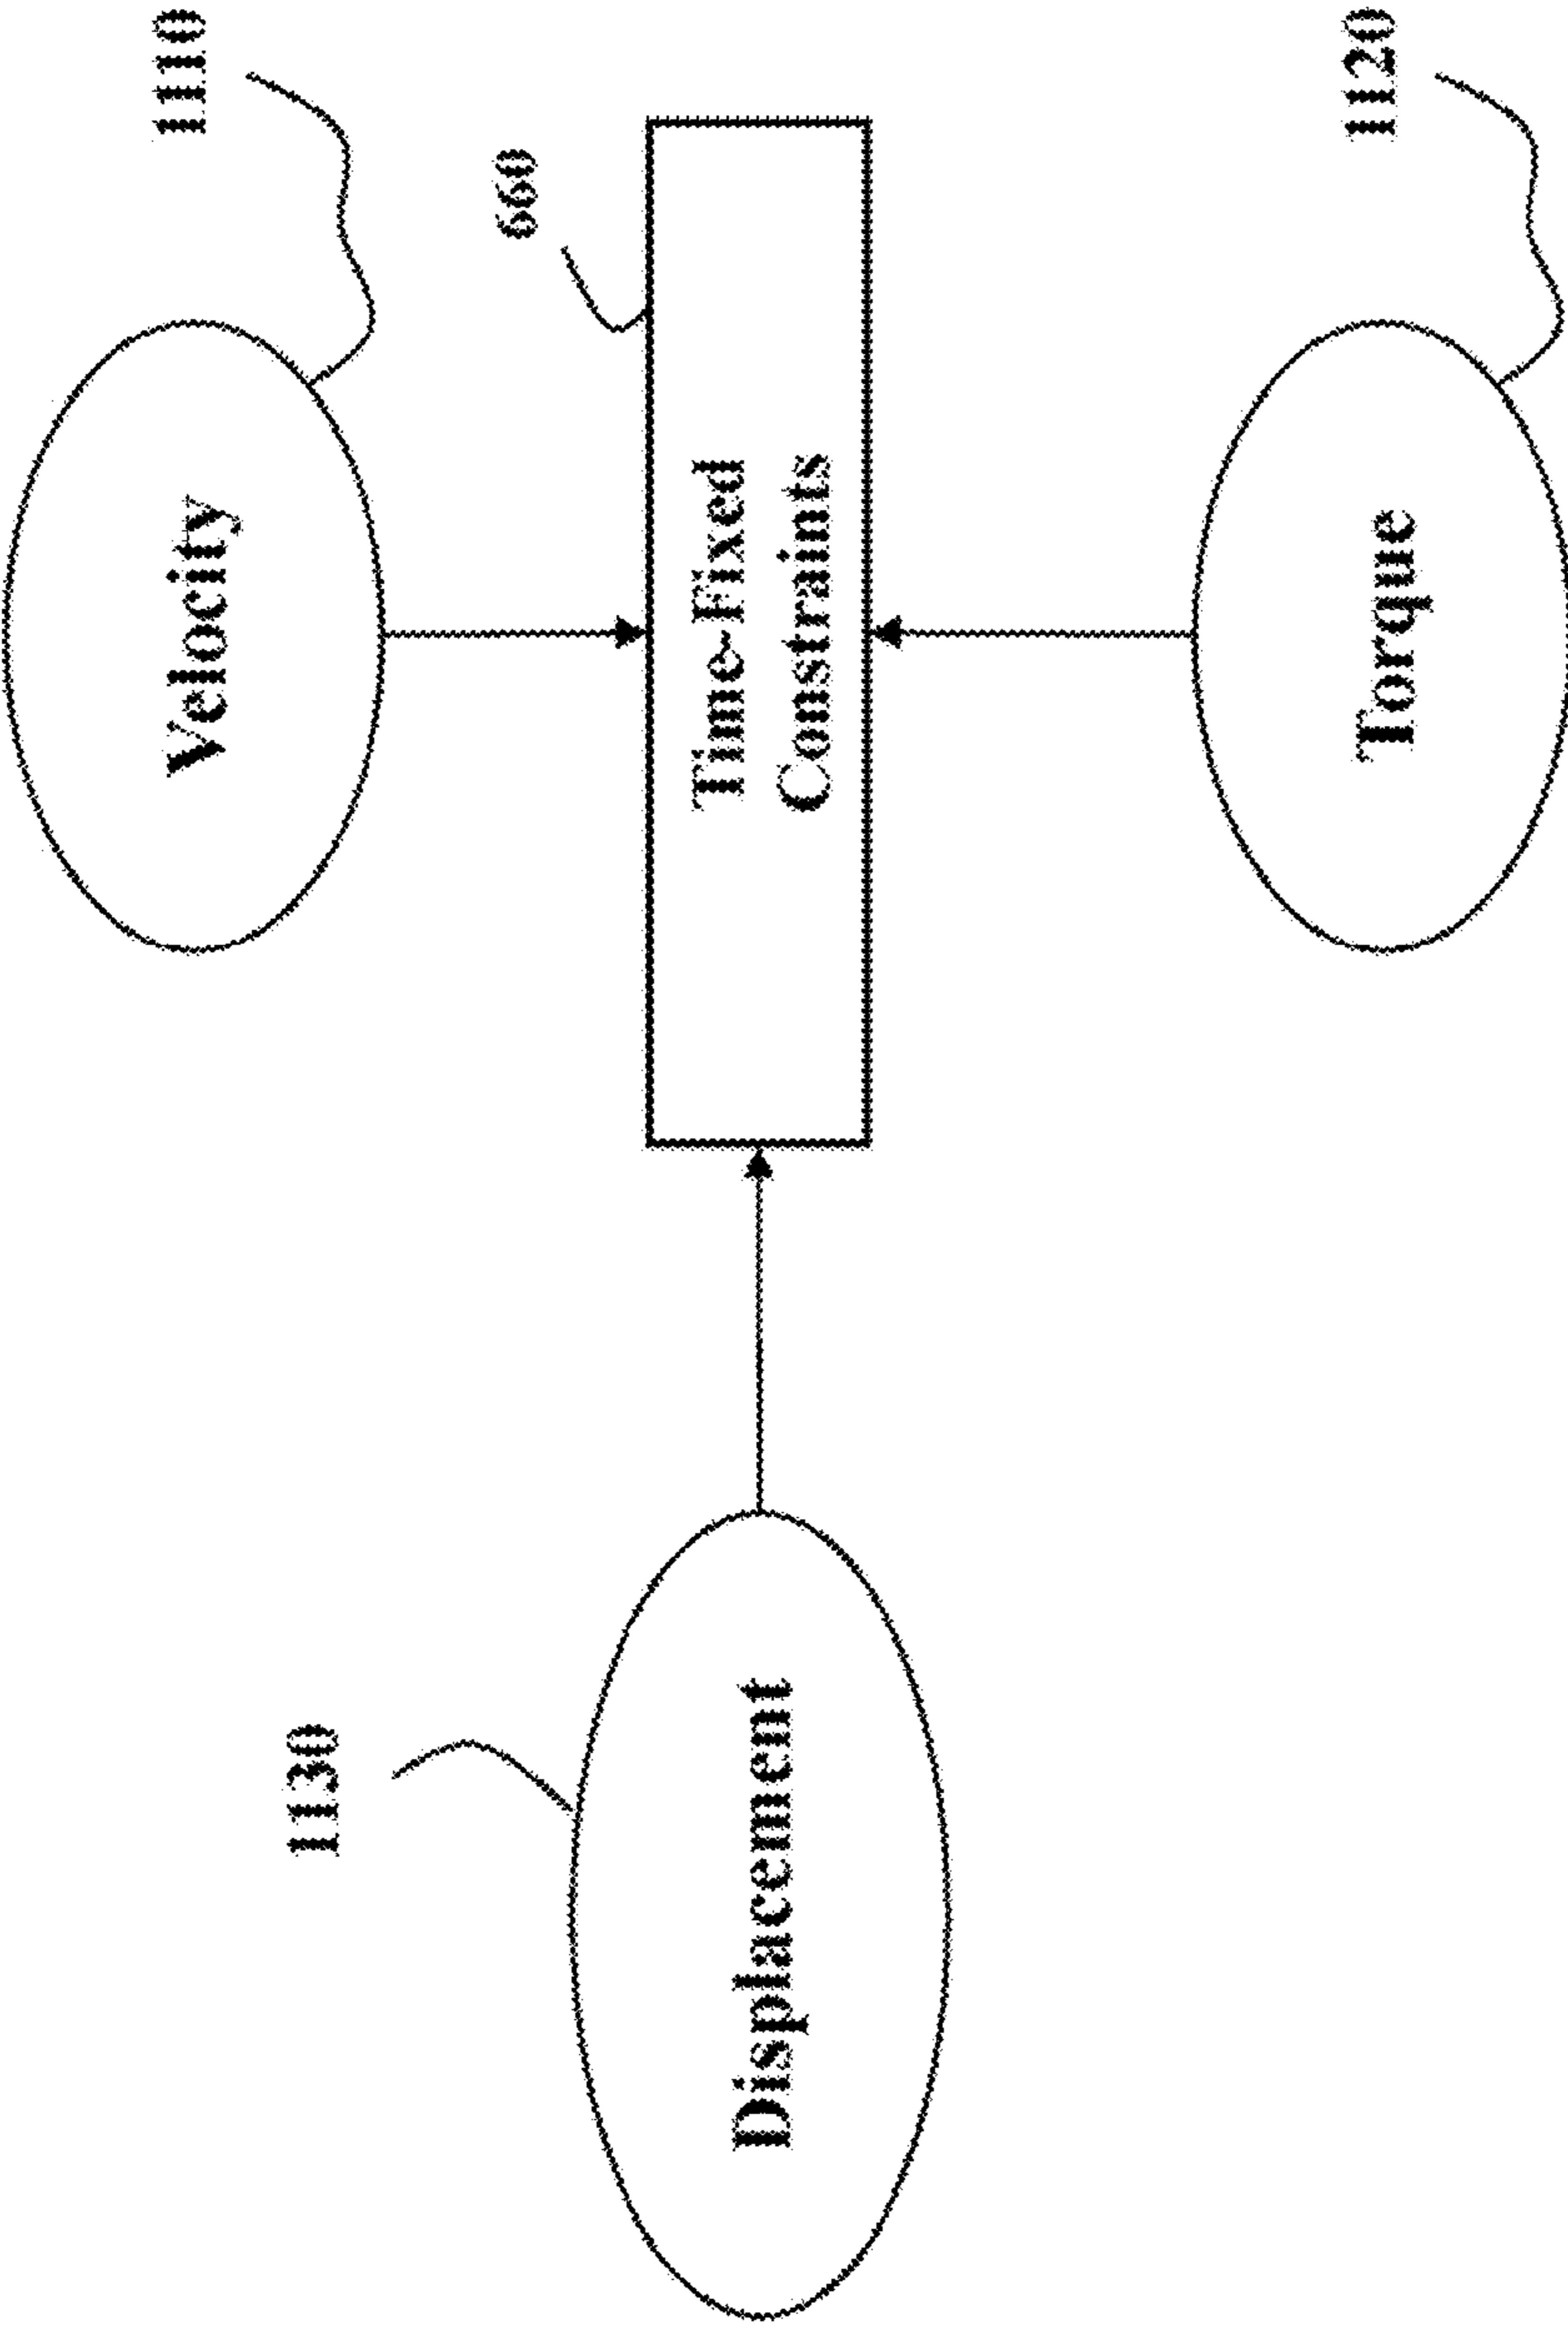 Velocity
1110
1130
660
Displacement
Time-Fixed
Constraints
Torque
1120